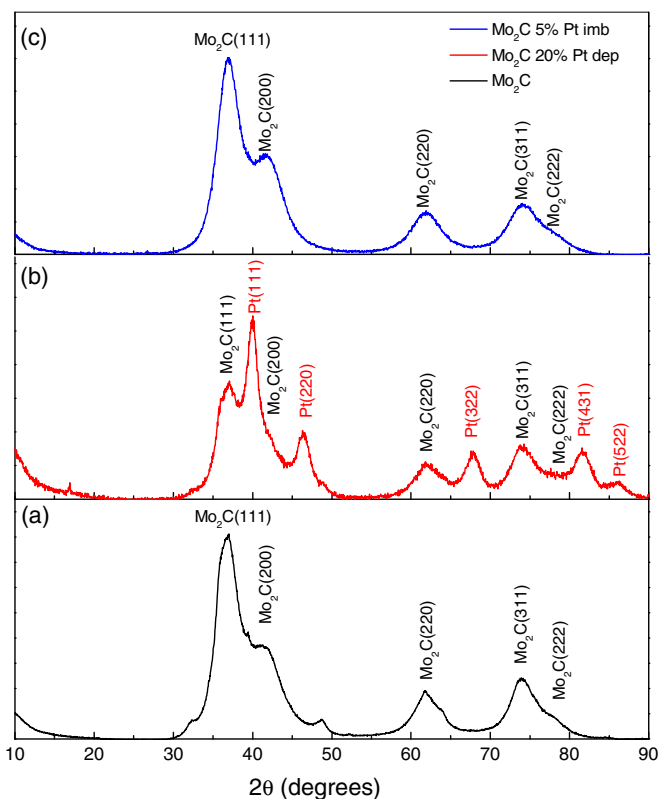 (c)
Mo₂C(111)
Mo₂C(200)
Mo₂C(220)
Mo₂C(311)
Mo₂C(222)
Mo₂C 5% Pt imb
Mo₂C 20% Pt dep
Mo₂C
(b)
Mo₂C(111)
Pt(111)
Mo₂C(200)
Pt(220)
Mo₂C(220)
Pt(322)
Mo₂C(311)
Mo₂C(222)
Pt(431)
Pt(522)
(a)
Mo₂C(111)
Mo₂C(200)
Mo₂C(220)
Mo₂C(311)
Mo₂C(222)
10 20 30 40 50 60 70 80 90
2θ (degrees)